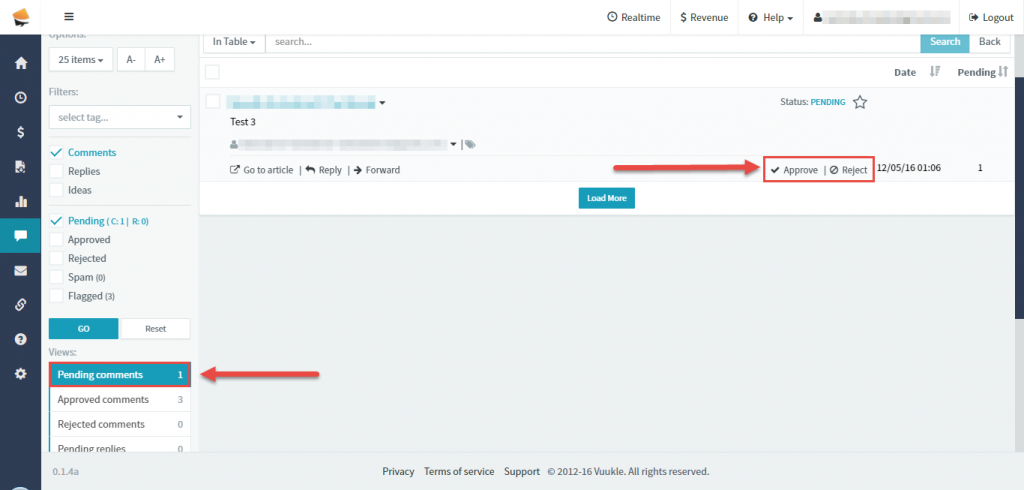 Realtime $ Revenue Help Logout
Options:
25 items A- A+
Filters:
select tag...
Comments
Replies
Ideas
Pending ( C: 1 | R: 0)
Approved
Rejected
Spam (0)
Flagged (3)
GO Reset
Views:
Pending comments 1
Approved comments 3
Rejected comments 0
Pending replies 0
0.1.4a
In Table search... Search Back
Date Pending
Status: PENDING
Test 3
|
Go to article | Reply | Forward Approve | Reject 12/05/16 01:06 1
Load More
Privacy Terms of service Support © 2012-16 Vuukle. All rights reserved.